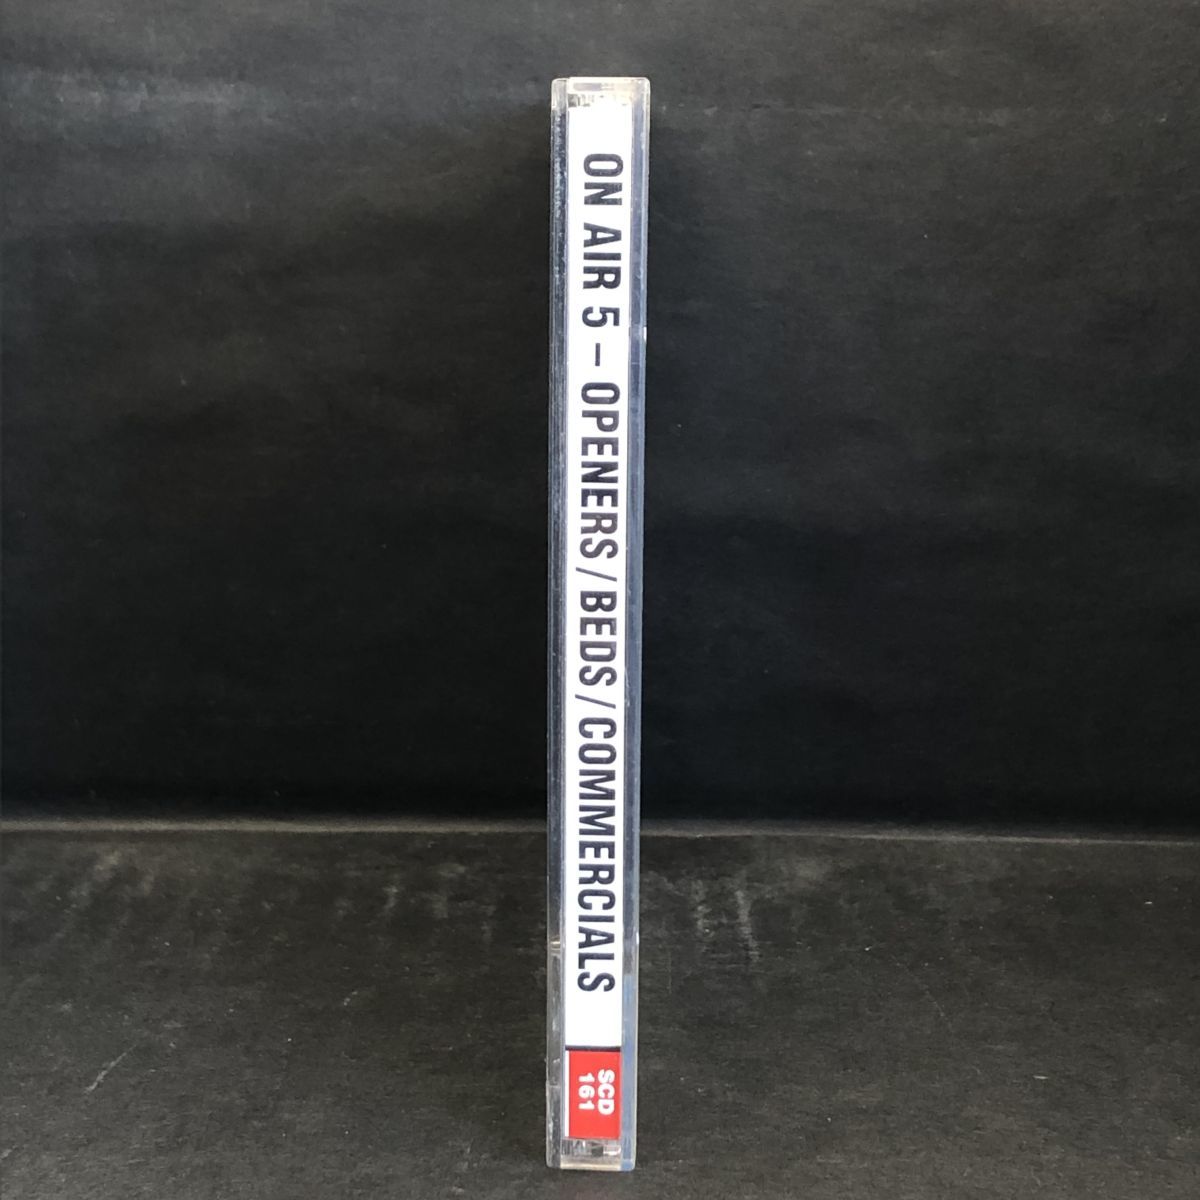 ON AIR 5 – OPENERS/BEDS/COMMERCIALS
SCD
161